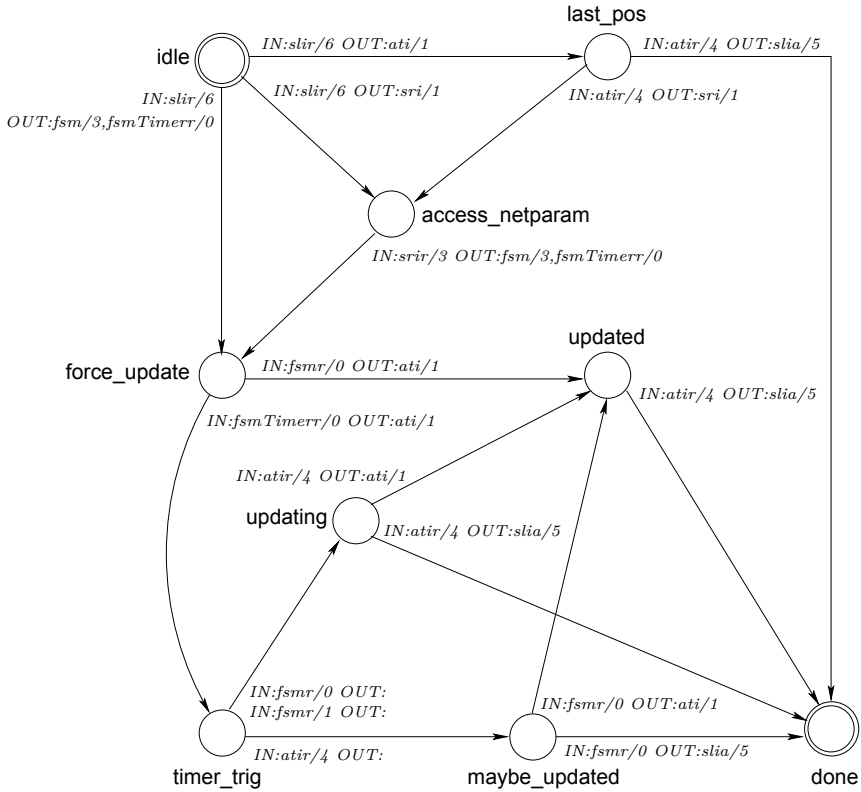 last_pos
idle
IN:slir/6 OUT:ati/1
IN:atir/4 OUT:slia/5
IN:slir/6
OUT:fsm/3,fsmTimerr/0
IN:slir/6 OUT:sri/1
IN:atir/4 OUT:sri/1
access_netparam
IN:srir/3 OUT:fsm/3,fsmTimerr/0
updated
force_update
IN:fsmr/0 OUT:ati/1
IN:atir/4 OUT:slia/5
IN:fsmTimerr/0 OUT:ati/1
IN:atir/4 OUT:ati/1
updating
IN:atir/4 OUT:slia/5
IN:fsmr/0 OUT:
IN:fsmr/1 OUT:
IN:fsmr/0 OUT:ati/1
IN:atir/4 OUT:
IN:fsmr/0 OUT:slia/5
timer_trig
maybe_updated
done